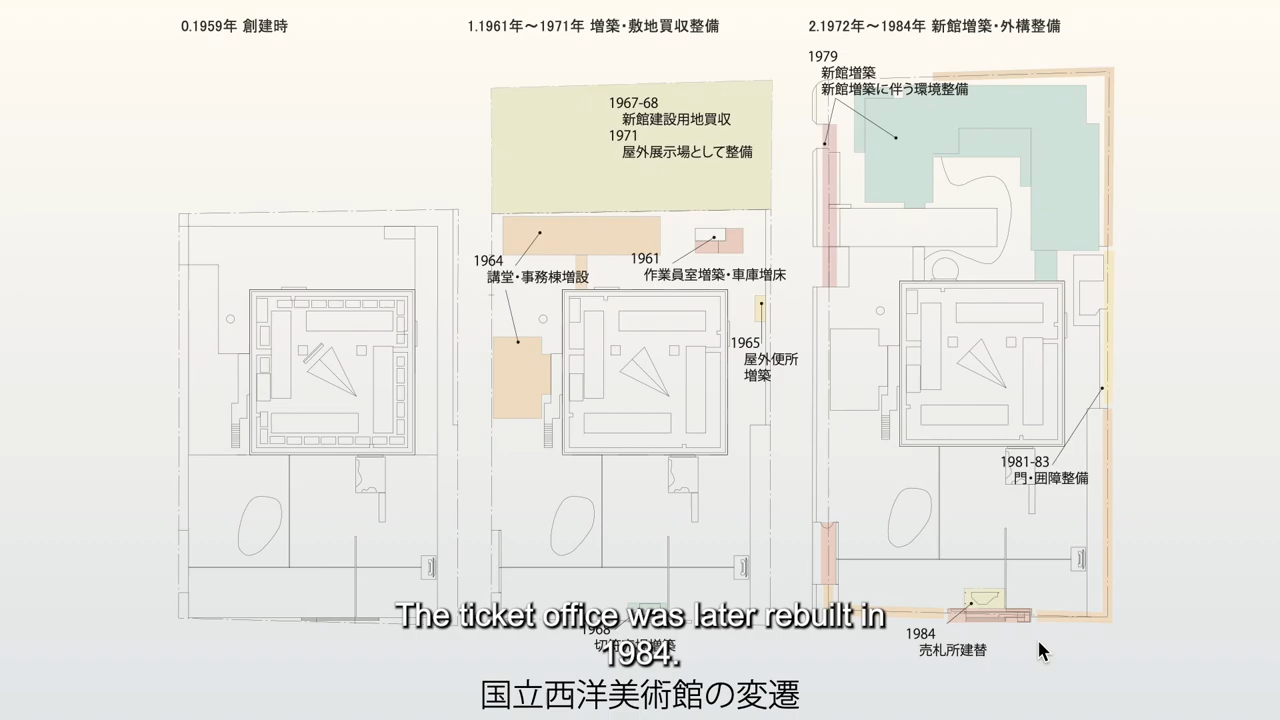 0.1959年 創建時
1.1961年～1971年 増築・敷地買収整備
2.1972年～1984年 新館増築・外構整備
1967-68
新館建設用地買収
1971
屋外展示場として整備
1979
新館増築
新館増築に伴う環境整備
1964
講堂・事務棟増設
1961
作業員室増築・車庫増床
1965
屋外便所
増築
1981-83
門・囲障整備
1968
1984
売札所建替
The ticket office was later rebuilt in
1984.
国立西洋美術館の変遷